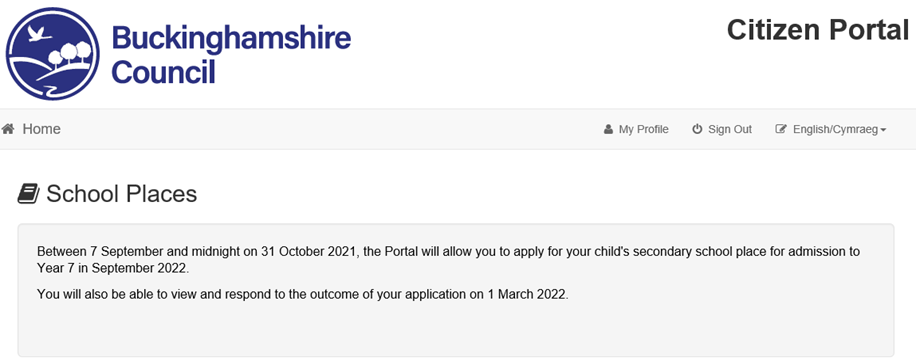 Buckinghamshire
Council
Citizen Portal
Home
My Profile
Sign Out
English/Cymraeg
School Places
Between 7 September and midnight on 31 October 2021, the Portal will allow you to apply for your child's secondary school place for admission to
Year 7 in September 2022.
You will also be able to view and respond to the outcome of your application on 1 March 2022.